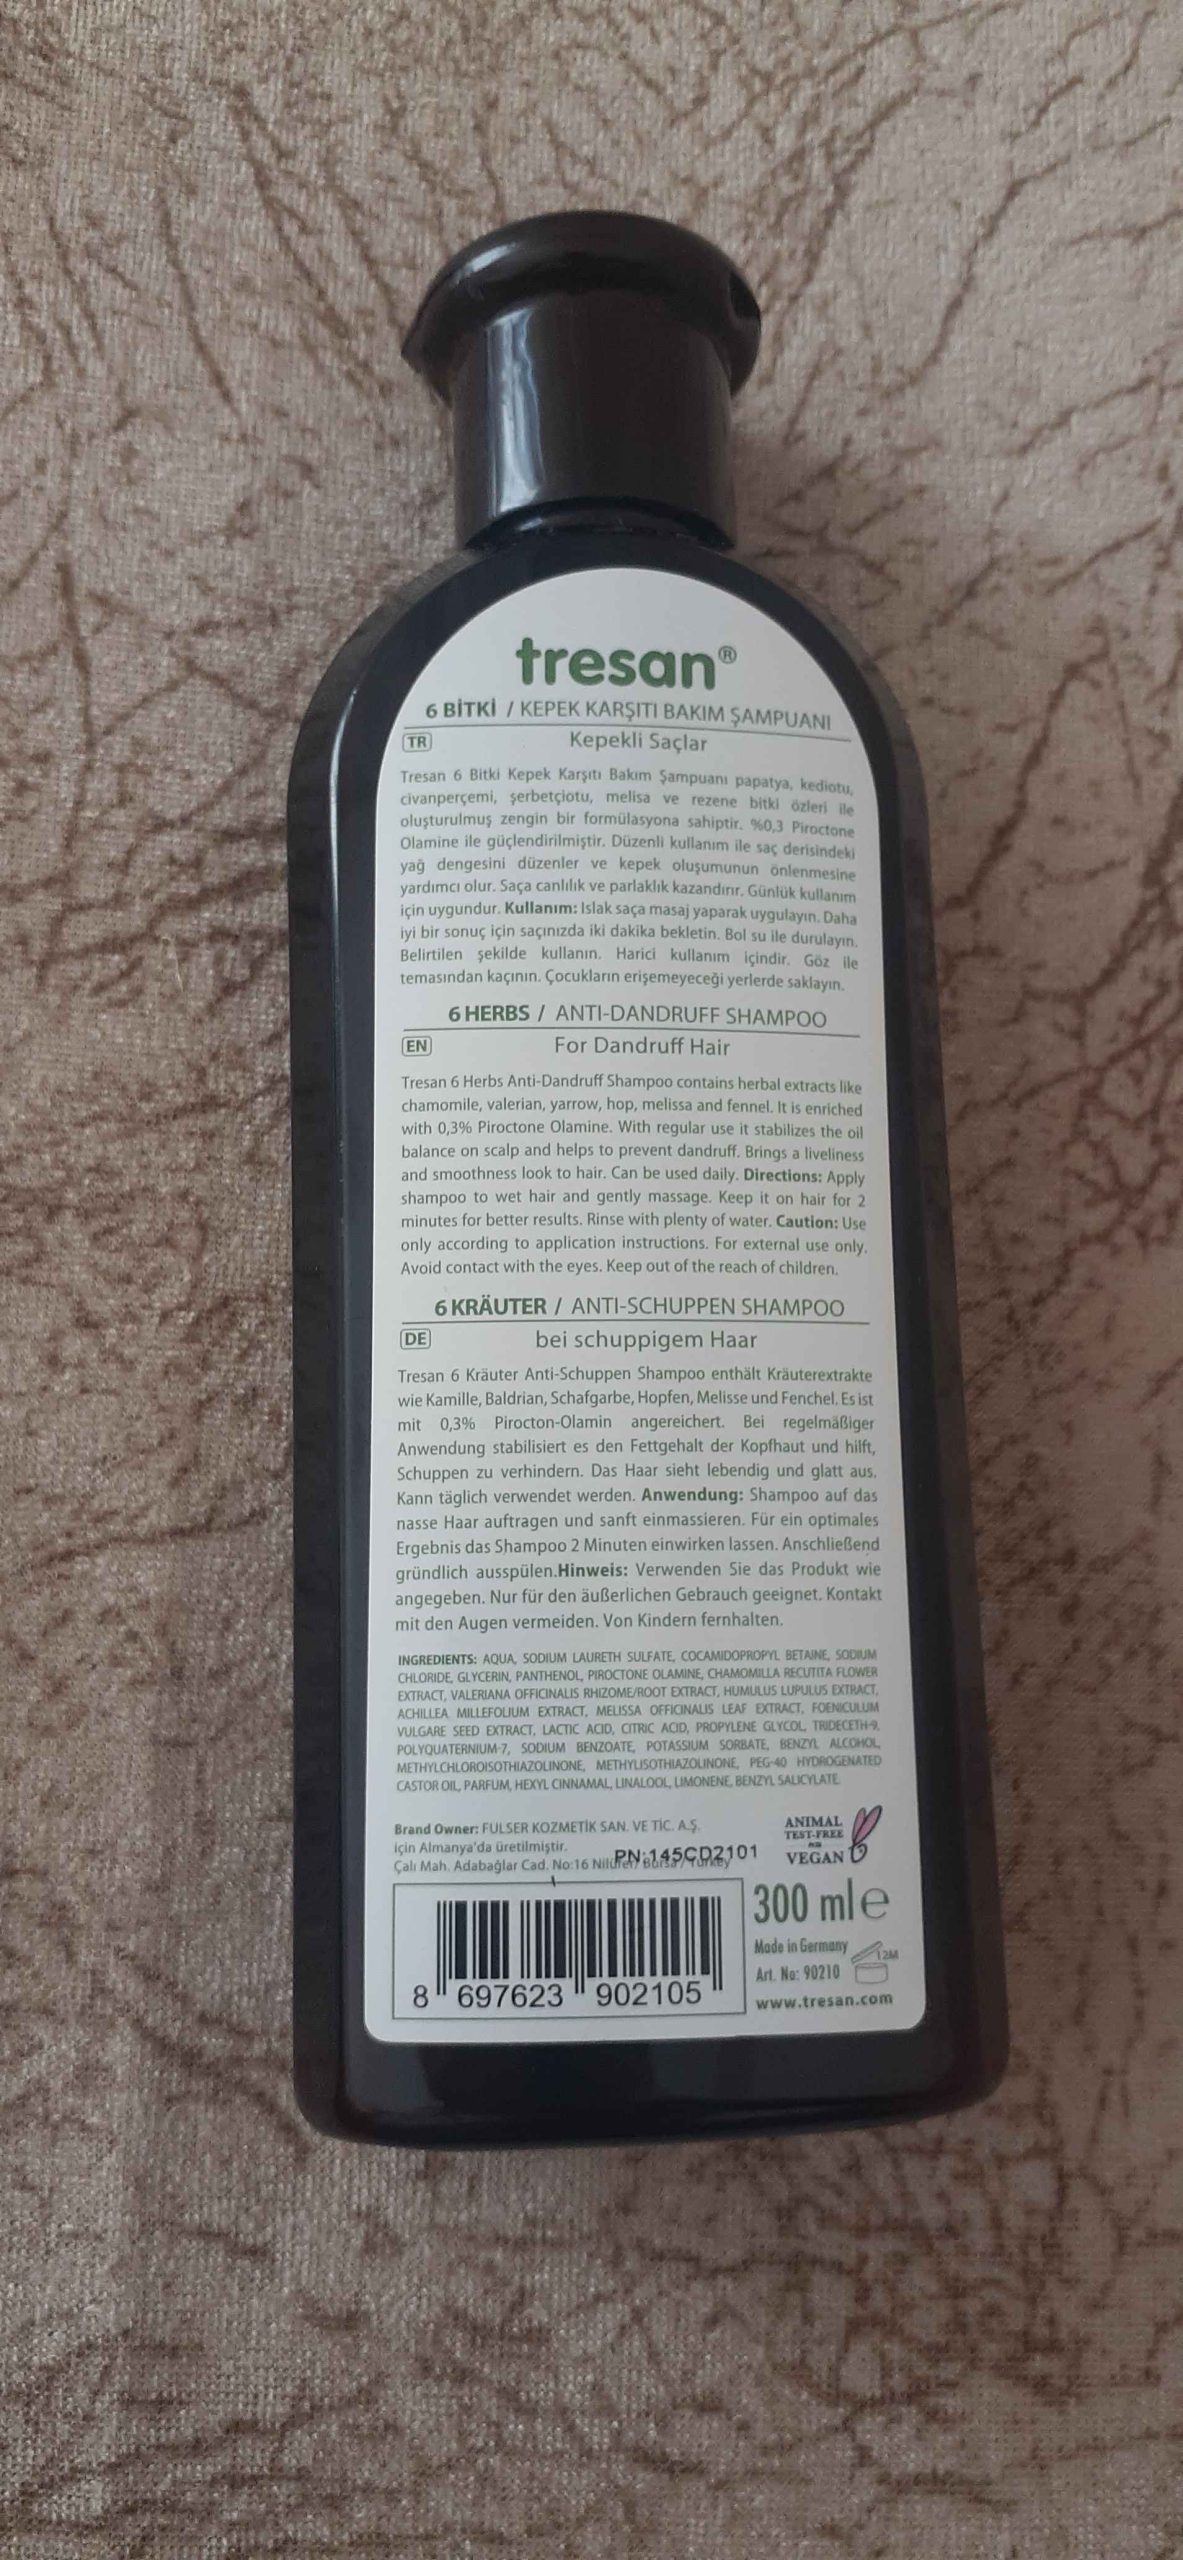 tresan®
6 BİTKİ / KEPEK KARŞITI BAKIM ŞAMPUANI
TR Kepekli Saçlar
Tresan 6 Bitki Kepek Karşıtı Bakım Şampuanı papatya, kediotu,
civanperçemi, şerbetçiotu, melisa ve rezene bitki özleri ile
oluşturulmuş zengin bir formülasyona sahiptir. %0,3 Piroctone
Olamine ile güçlendirilmiştir. Düzenli kullanım ile saç derisindeki
yağ dengesini düzenler ve kepek oluşumunun önlenmesine
yardımcı olur. Saça canlılık ve parlaklık kazandırır. Günlük kullanım
için uygundur. Kullanım: Islak saça masaj yaparak uygulayın. Daha
iyi bir sonuç için saçınızda iki dakika bekletin. Bol su ile durulayın.
Belirtilen şekilde kullanın. Harici kullanım içindir. Göz ile
temasından kaçının. Çocukların erişemeyeceği yerlerde saklayın.
6 HERBS / ANTI-DANDRUFF SHAMPOO
EN For Dandruff Hair
Tresan 6 Herbs Anti-Dandruff Shampoo contains herbal extracts like
chamomile, valerian, yarrow, hop, melissa and fennel. It is enriched
with 0,3% Piroctone Olamine. With regular use it stabilizes the oil
balance on scalp and helps to prevent dandruff. Brings a liveliness
and smoothness look to hair. Can be used daily. Directions: Apply
shampoo to wet hair and gently massage. Keep it on hair for 2
minutes for better results. Rinse with plenty of water. Caution: Use
only according to application instructions. For external use only.
Avoid contact with the eyes. Keep out of the reach of children.
6 KRÄUTER / ANTI-SCHUPPEN SHAMPOO
DE bei schuppigem Haar
Tresan 6 Kräuter Anti-Schuppen Shampoo enthält Kräuterextrakte
wie Kamille, Baldrian, Schafgarbe, Hopfen, Melisse und Fenchel. Es ist
mit 0,3% Pirocton-Olamin angereichert. Bei regelmäßiger
Anwendung stabilisiert es den Fettgehalt der Kopfhaut und hilft,
Schuppen zu verhindern. Das Haar sieht lebendig und glatt aus.
Kann täglich verwendet werden. Anwendung: Shampoo auf das
nasse Haar auftragen und sanft einmassieren. Für ein optimales
Ergebnis das Shampoo 2 Minuten einwirken lassen. Anschließend
gründlich ausspülen.Hinweis: Verwenden Sie das Produkt wie
angegeben. Nur für den äußerlichen Gebrauch geeignet. Kontakt
mit den Augen vermeiden. Von Kindern fernhalten.
INGREDIENTS: AQUA, SODIUM LAURETH SULFATE, COCAMIDOPROPYL BETAINE, SODIUM
CHLORIDE, GLYCERIN, PANTHENOL, PIROCTONE OLAMINE, CHAMOMILLA RECUTITA FLOWER
EXTRACT, VALERIANA OFFICINALIS RHIZOME/ROOT EXTRACT, HUMULUS LUPULUS EXTRACT,
ACHILLEA MILLEFOLIUM EXTRACT, MELISSA OFFICINALIS LEAF EXTRACT, FOENICULUM
VULGARE SEED EXTRACT, LACTIC ACID, CITRIC ACID, PROPYLENE GLYCOL, TRIDECETH-9,
POLYQUATERNIUM-7, SODIUM BENZOATE, POTASSIUM SORBATE, BENZYL ALCOHOL,
METHYLCHLOROISOTHIAZOLINONE, METHYLISOTHIAZOLINONE, PEG-40 HYDROGENATED
CASTOR OIL, PARFUM, HEXYL CINNAMAL, LINALOOL, LIMONENE, BENZYL SALICYLATE.
Brand Owner: FULSER KOZMETİK SAN. VE TİC. A.Ş.
için Almanya'da üretilmiştir.
Çalı Mah. Adabağlar Cad. No:16 Nilüfer / Bursa / Turkey
PN:145CD2101
ANIMAL
TEST-FREE
VEGAN
300 ml e
Made in Germany
12M
Art. No: 90210
www.tresan.com
8 697623 902105